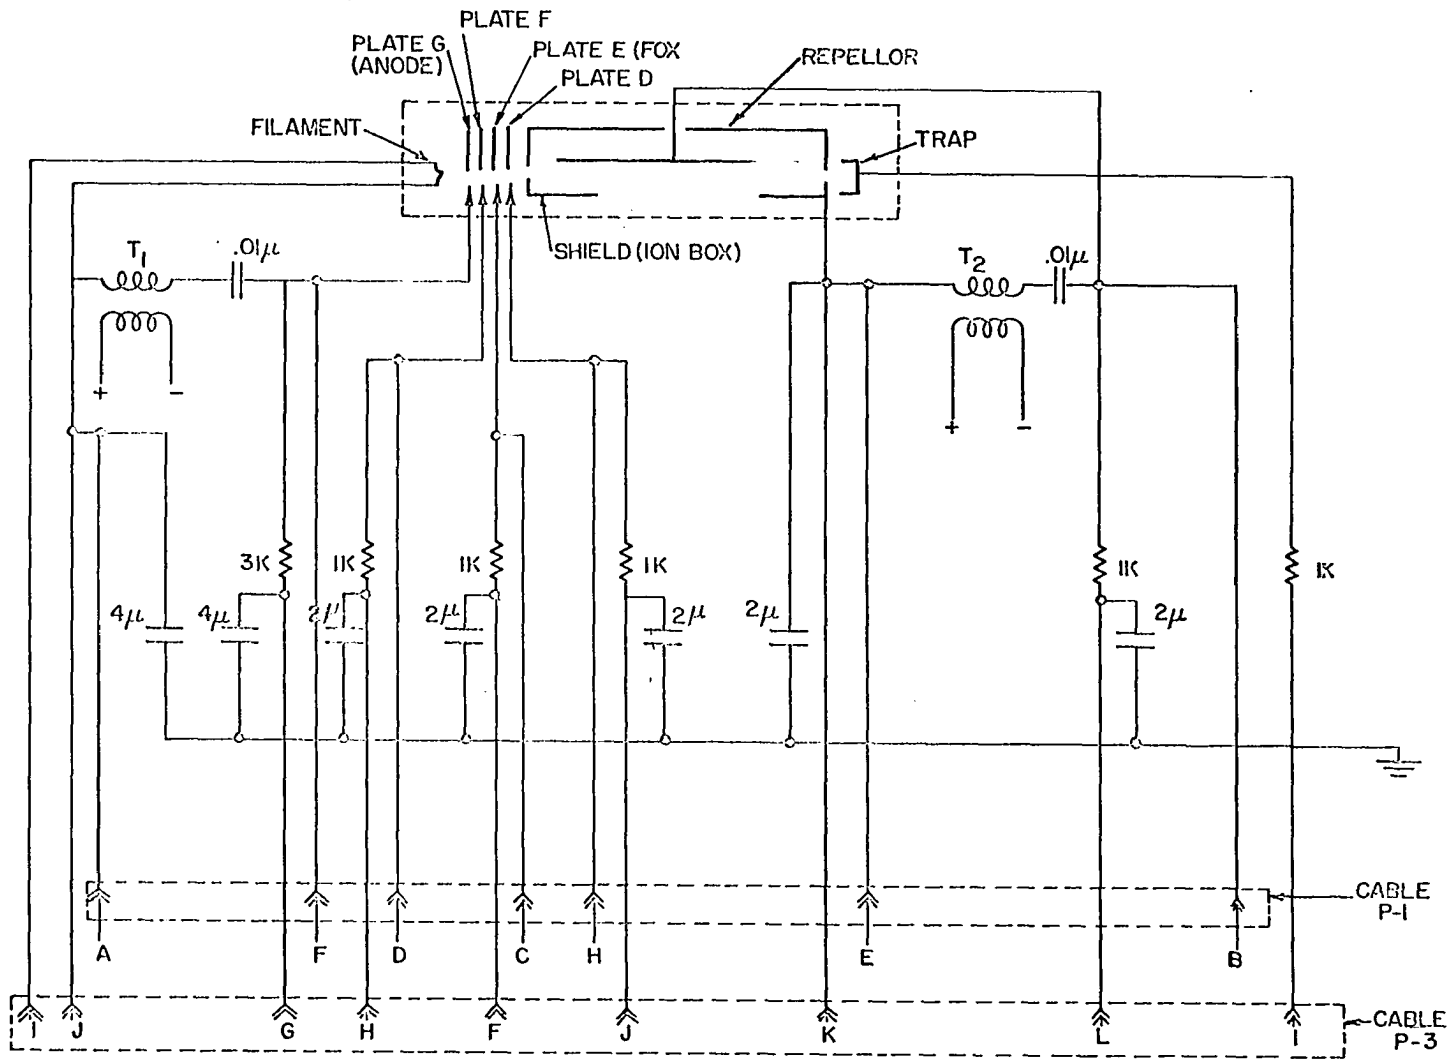 PLATE F
PLATE G
(ANODE)
PLATE E (FOX
PLATE D
REPELLOR
FILAMENT
TRAP
SHIELD (ION BOX)
T1
.01μ
T2
.01μ
+ -
+ -
3K
1K
1K
1K
1K
1K
4μ
4μ
2μ
2μ
2μ
2μ
2μ
CABLE
P-1
A
F
D
C
H
E
B
I
J
G
H
F
J
K
L
I
CABLE
P-3